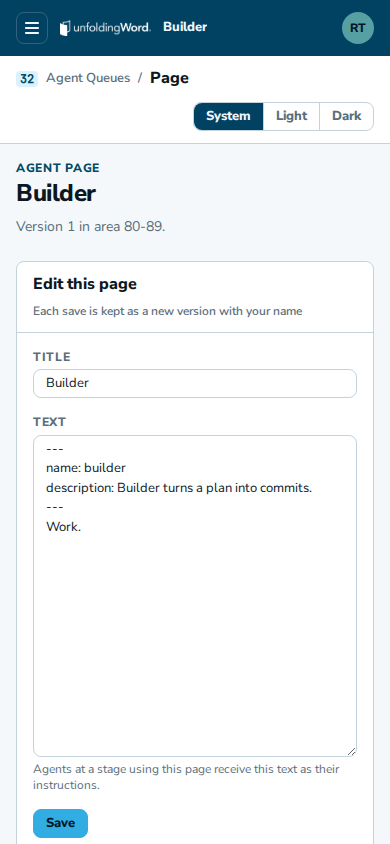 unfoldingWord. Builder RT
32 Agent Queues / Page
System Light Dark
AGENT PAGE
Builder
Version 1 in area 80-89.
Edit this page
Each save is kept as a new version with your name
TITLE
Builder
TEXT
---
name: builder
description: Builder turns a plan into commits.
---
Work.
Agents at a stage using this page receive this text as their
instructions.
Save